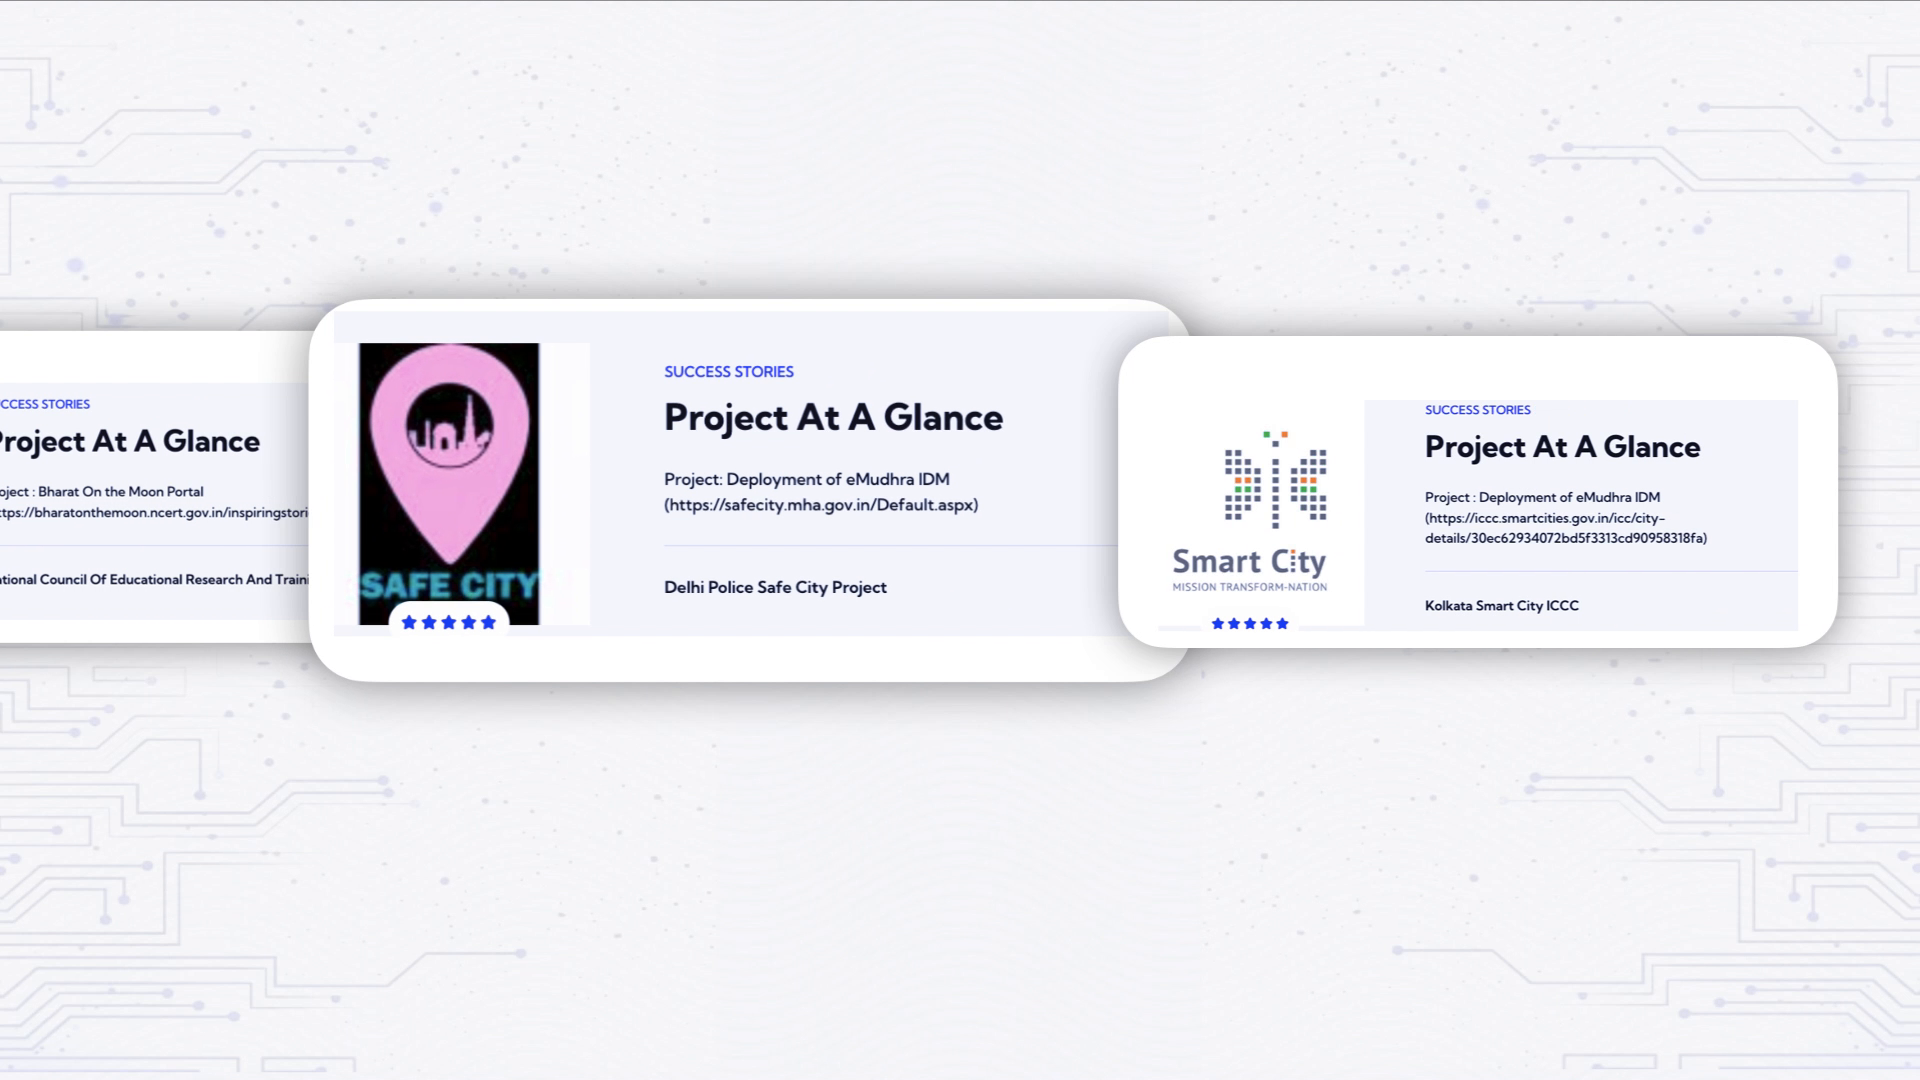 CCESS STORIES
Project At A Glance
oject : Bharat On the Moon Portal
ttps://bharatonthemoon.ncert.gov.in/inspiringstori
ational Council Of Educational Research And Traini
SAFE CITY
SUCCESS STORIES
Project At A Glance
Project: Deployment of eMudhra IDM
(https://safecity.mha.gov.in/Default.aspx)
Delhi Police Safe City Project
Smart City
MISSION TRANSFORM-NATION
SUCCESS STORIES
Project At A Glance
Project : Deployment of eMudhra IDM
(https://iccc.smartcities.gov.in/icc/city-
details/30ec62934072bd5f3313cd90958318fa)
Kolkata Smart City ICCC